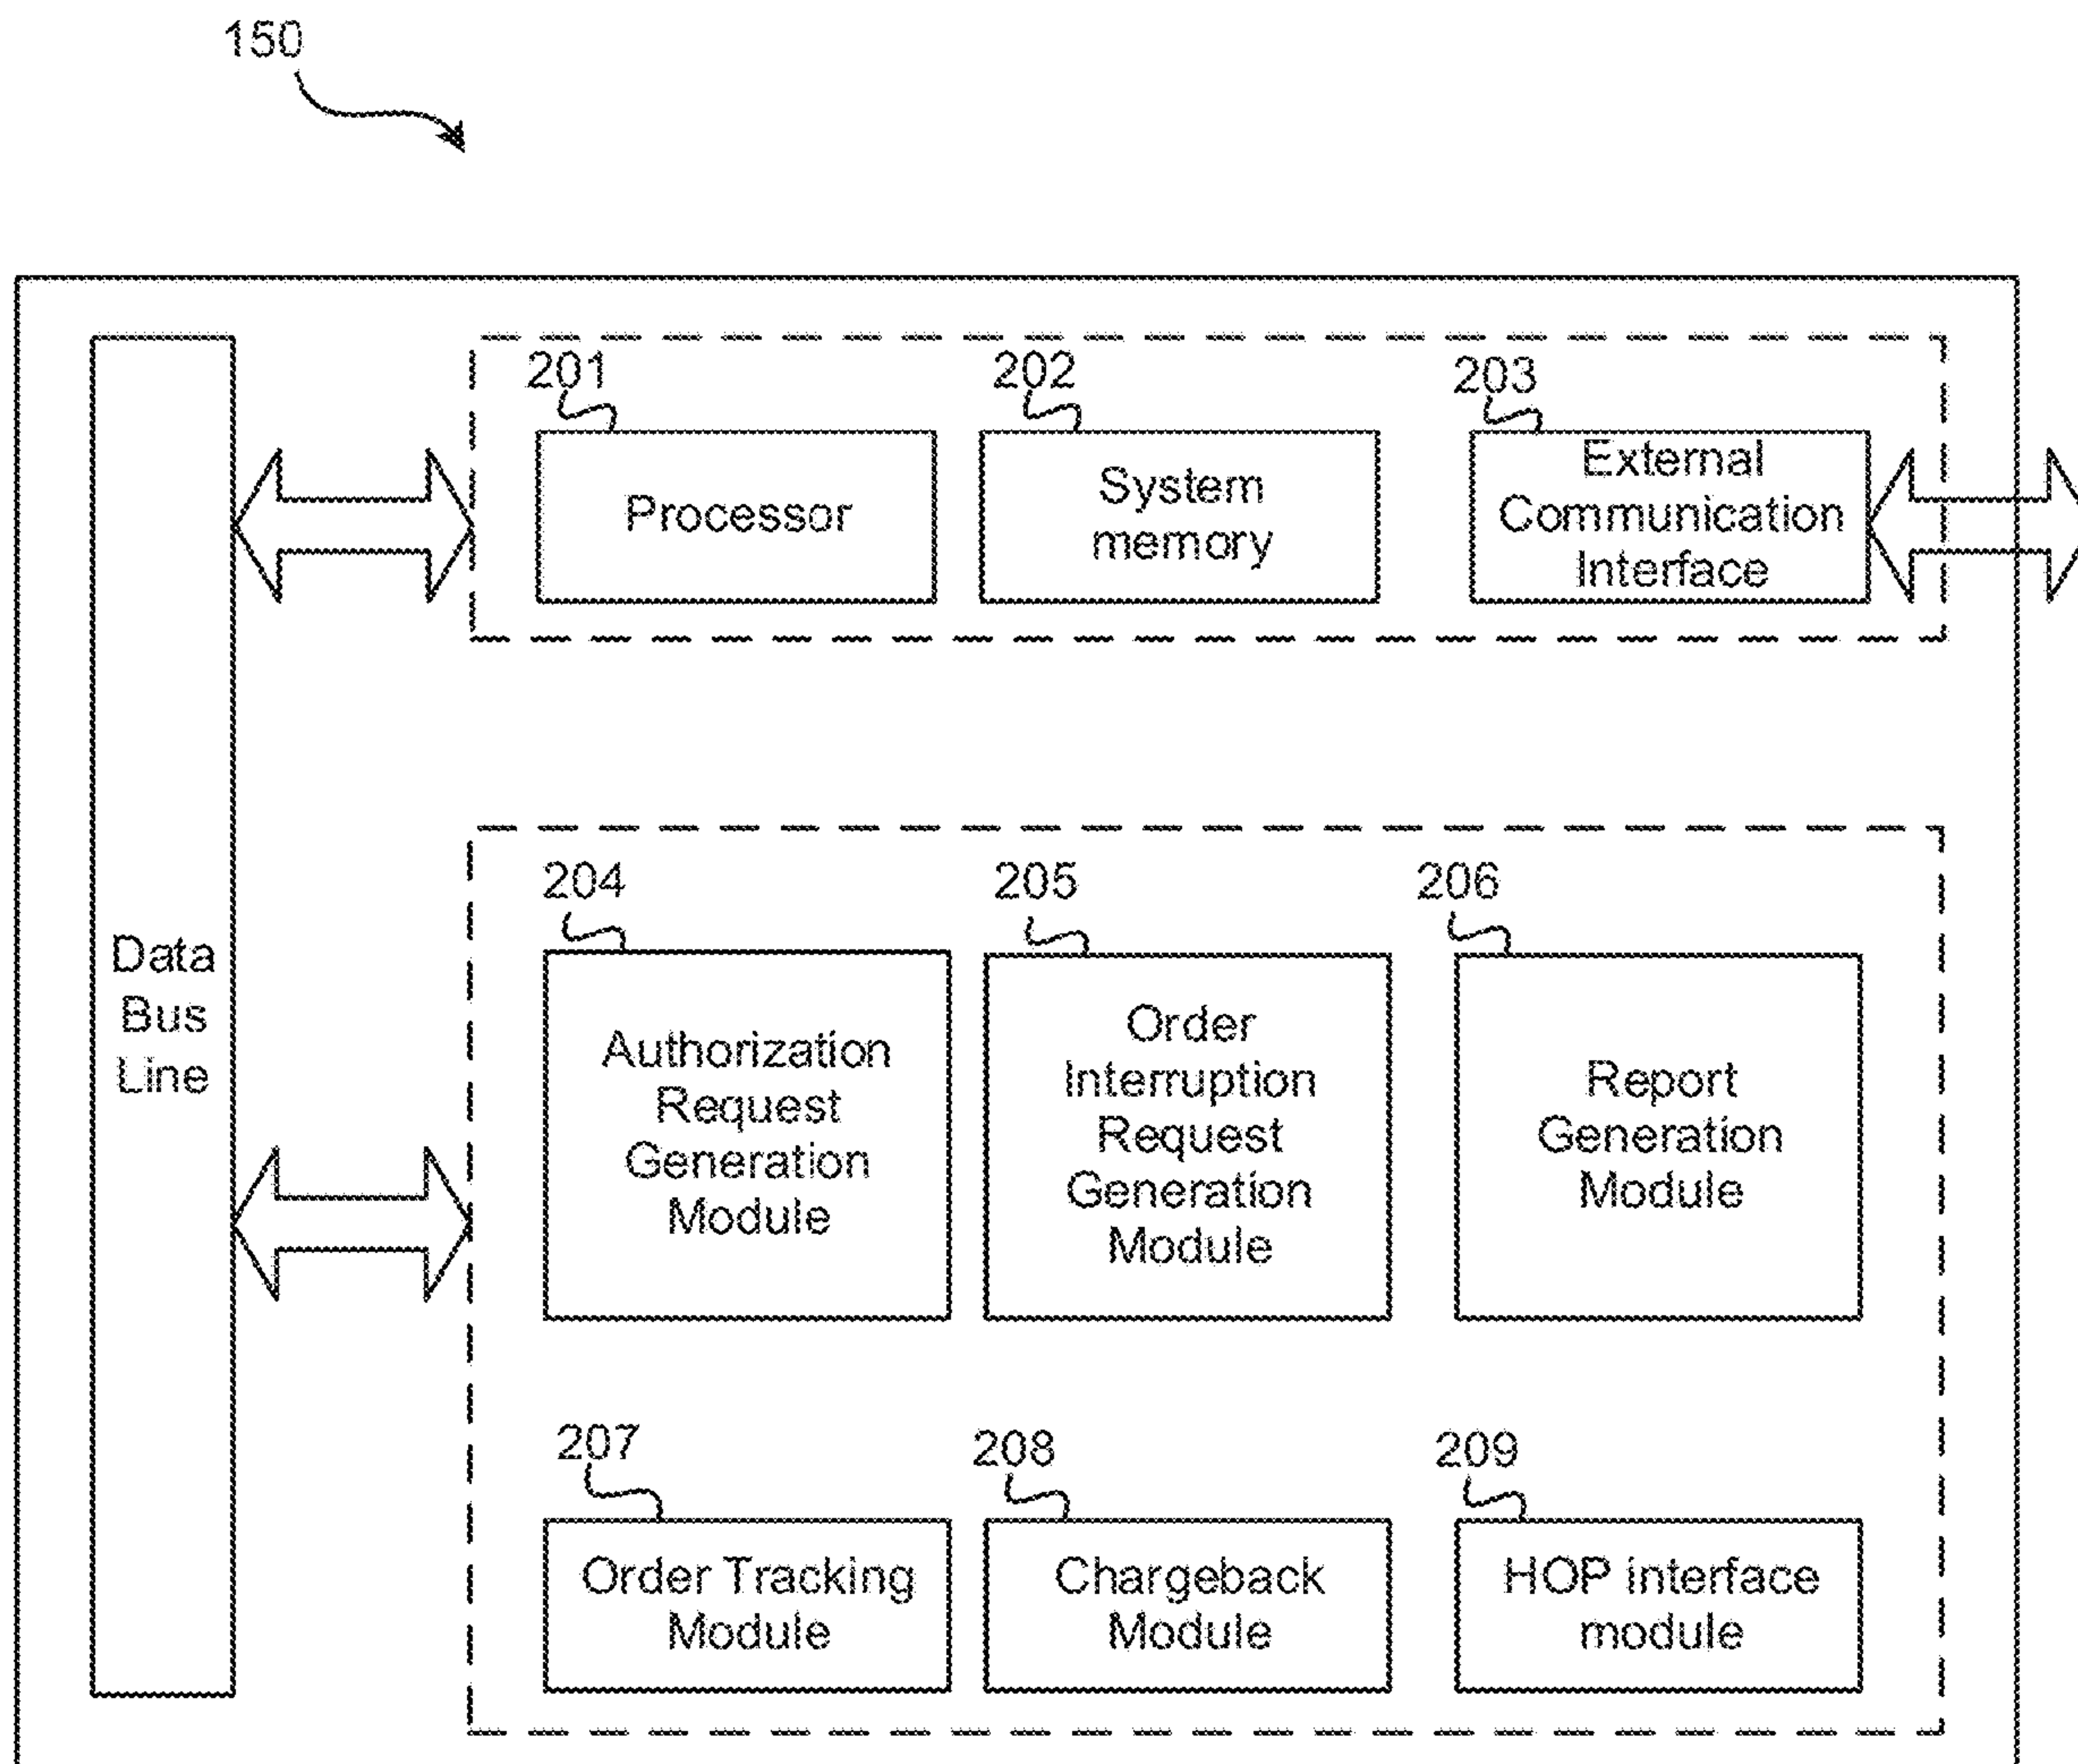 150
201
202
203
Processor
System
memory
External
Communication
Interface
Data
Bus
Line
204
205
206
Authorization
Request
Generation
Module
Order
Interruption
Request
Generation
Module
Report
Generation
Module
207
208
209
Order Tracking
Module
Chargeback
Module
HOP interface
module